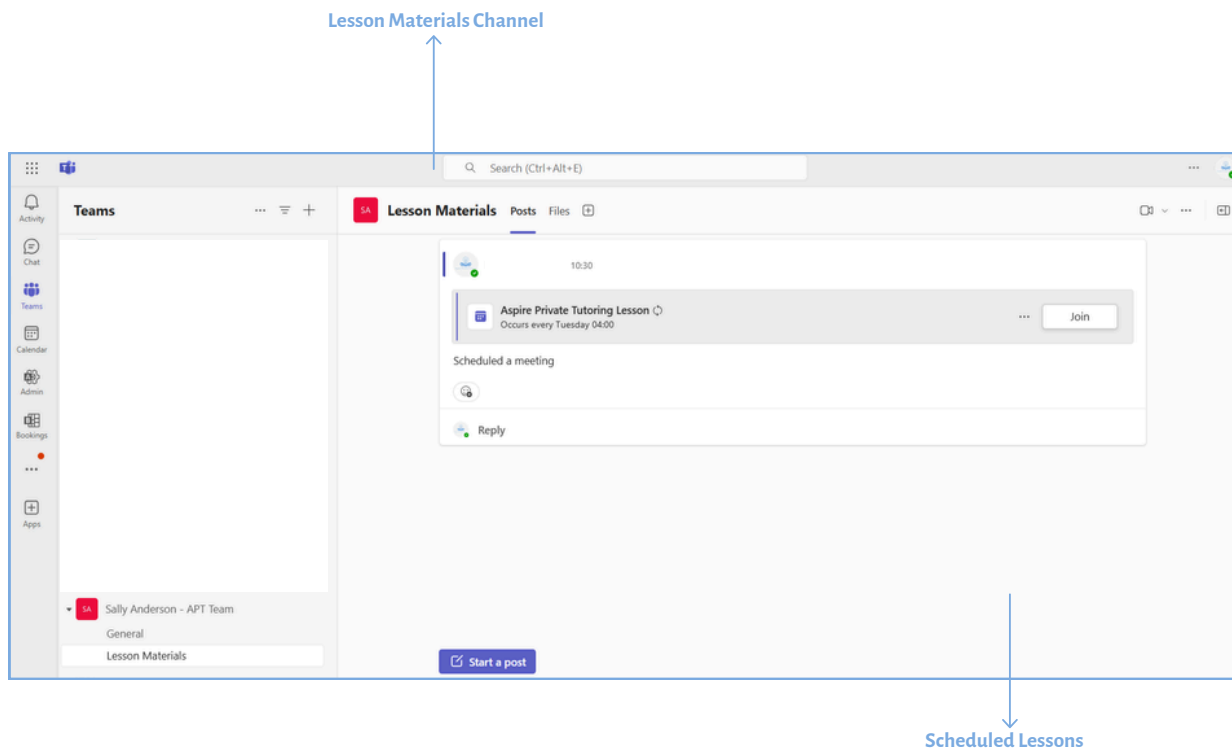 Lesson Materials Channel
Search (Ctrl+Alt+E)
Activity
Chat
Teams
Calendar
Admin
Bookings
Apps
Teams
Sally Anderson - APT Team
SA
General
Lesson Materials
SA
Lesson Materials
Posts
Files
10:30
Aspire Private Tutoring Lesson
Occurs every Tuesday 04:00
Join
Scheduled a meeting
Reply
Start a post
Scheduled Lessons